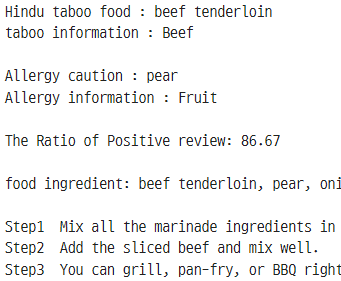 Hindu taboo food : beef tenderloin
taboo information : Beef
Allergy caution : pear
Allergy information : Fruit
The Ratio of Positive review: 86.67
food ingredient: beef tenderloin, pear, oni
Step1 Mix all the marinade ingredients in
Step2 Add the sliced beef and mix well.
Step3 You can grill, pan-fry, or BBQ right